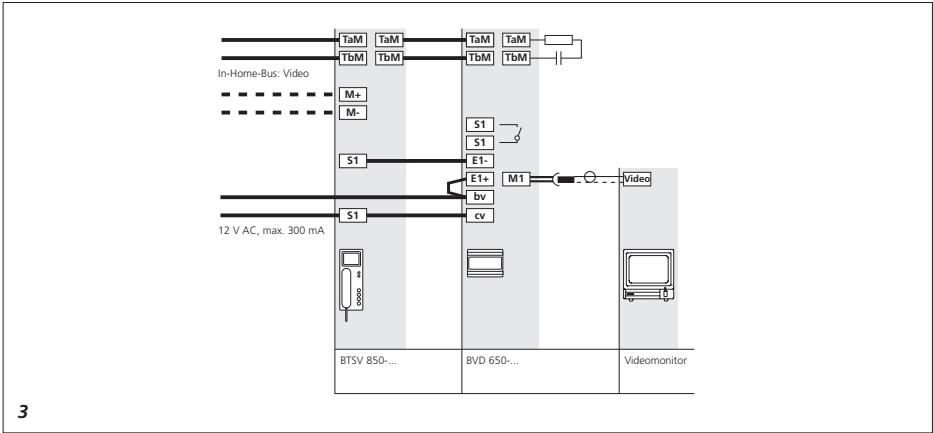 TaM TaM TaM TaM
TbM TbM TbM TbM
In-Home-Bus: Video
M+
M-
S1
S1
S1 E1-
E1+ M1 Video
bv
S1 cv
12 V AC, max. 300 mA
BTSV 850-... BVD 650-... Videomonitor
3